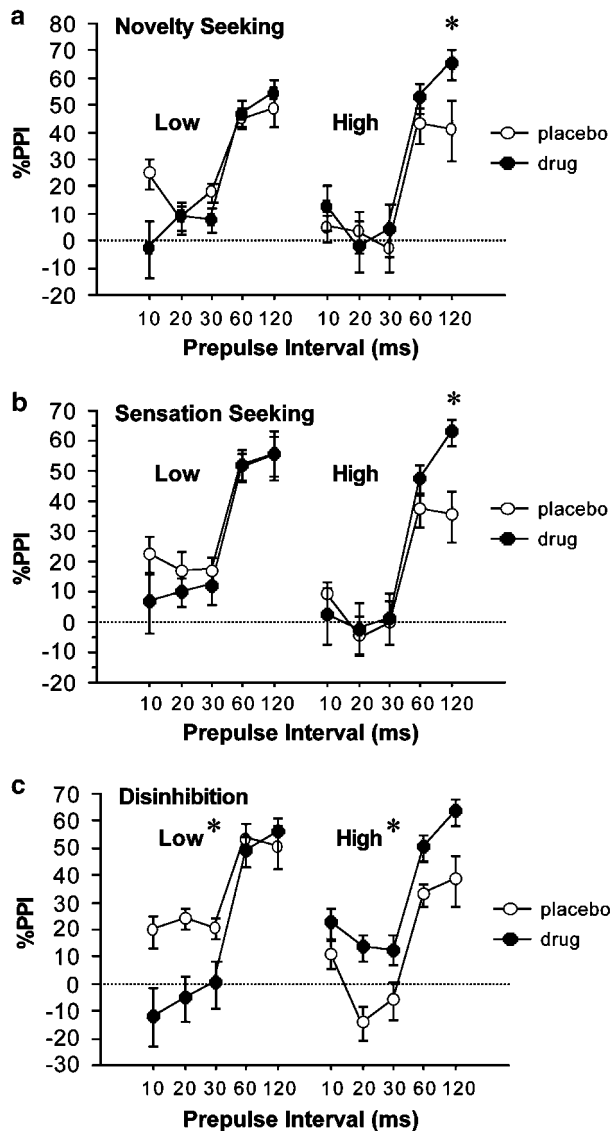 a
Novelty Seeking
*
80
70
60
50
40
30
20
10
0
-10
-20
%PPI
Low
High
placebo
drug
10 20 30 60 120 10 20 30 60 120
Prepulse Interval (ms)
b
Sensation Seeking
*
70
60
50
40
30
20
10
0
-10
-20
%PPI
Low
High
placebo
drug
10 20 30 60 120 10 20 30 60 120
Prepulse Interval (ms)
c
Disinhibition
70
60
50
40
30
20
10
0
-10
-20
-30
%PPI
Low *
High *
placebo
drug
10 20 30 60 120 10 20 30 60 120
Prepulse Interval (ms)